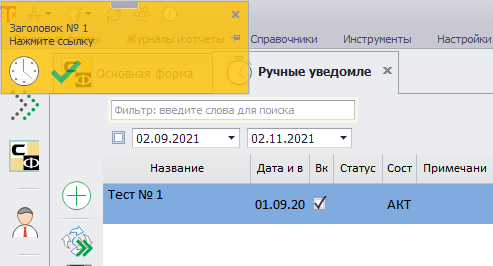 Заголовок № 1
Нажмите ссылку
Журналы и отчеты
Справочники
Инструменты
Настройки
Основная форма
Ручные уведомле
Фильтр: введите слова для поиска
02.09.2021 02.11.2021
Название Дата и в Вк Статус Сост Примечани
Тест № 1
01.09.20 АКТ